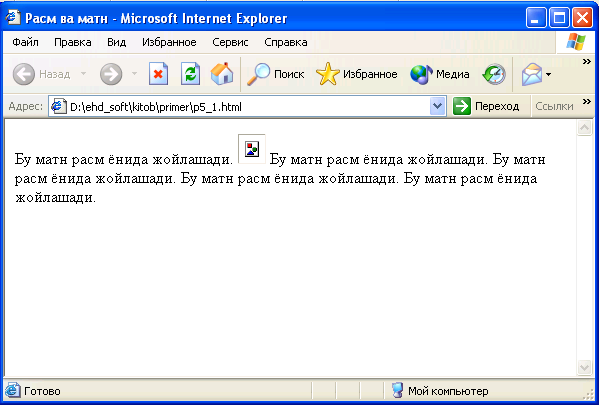 Расм ва матн - Microsoft Internet Explorer
Файл Правка Вид Избранное Сервис Справка
Назад Поиск Избранное Медиа »
Адрес: D:\ehd_soft\kitob\primer\p5_1.html Переход Ссылки »
Бу матн расм ёнида жойлашади. Бу матн расм ёнида жойлашади. Бу матн
расм ёнида жойлашади. Бу матн расм ёнида жойлашади. Бу матн расм ёнида
жойлашади.
Готово Мой компьютер